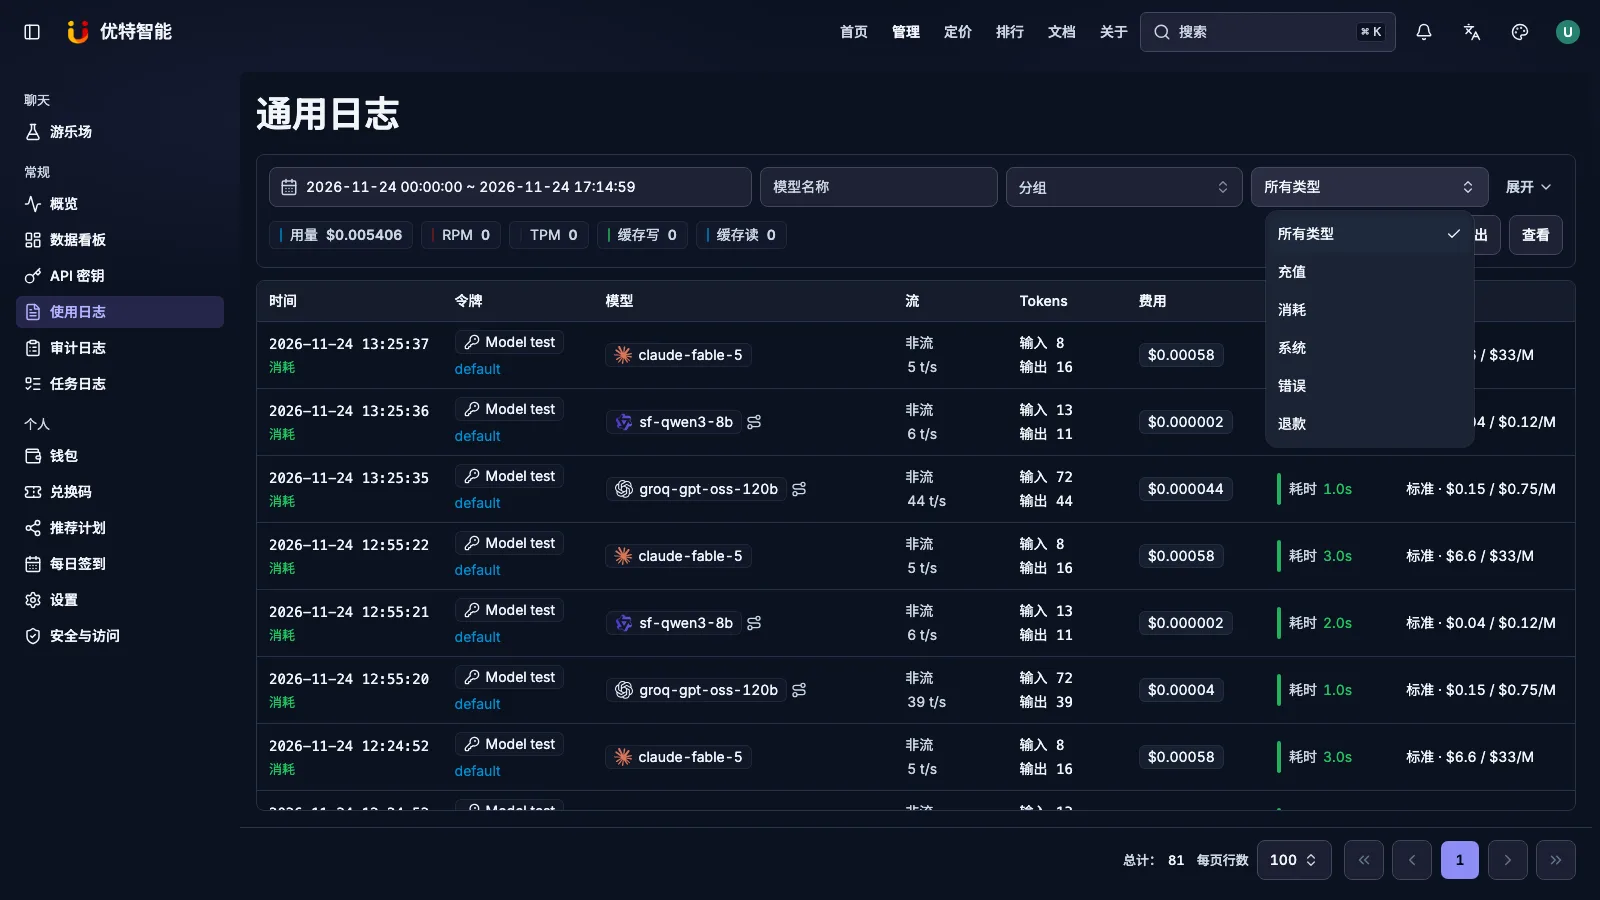 优特智能
首页 管理 定价 排行 文档 关于 搜索 ⌘ K U
聊天
游乐场
常规
概览
数据看板
API 密钥
使用日志
审计日志
任务日志
个人
钱包
兑换码
推荐计划
每日签到
设置
安全与访问
通用日志
2026-11-24 00:00:00 ~ 2026-11-24 17:14:59 模型名称 分组 所有类型 展开
用量 $0.005406 RPM 0 TPM 0 缓存写 0 缓存读 0 出 查看
所有类型
充值
消耗
系统
错误
退款
时间 令牌 模型 流 Tokens 费用
2026-11-24 13:25:37 Model test claude-fable-5 非流 输入 8 $0.00058 / $33/M
消耗 default 5 t/s 输出 16
2026-11-24 13:25:36 Model test sf-qwen3-8b 非流 输入 13 $0.000002 / $0.12/M
消耗 default 6 t/s 输出 11
2026-11-24 13:25:35 Model test groq-gpt-oss-120b 非流 输入 72 $0.000044 耗时 1.0s 标准 · $0.15 / $0.75/M
消耗 default 44 t/s 输出 44
2026-11-24 12:55:22 Model test claude-fable-5 非流 输入 8 $0.00058 耗时 3.0s 标准 · $6.6 / $33/M
消耗 default 5 t/s 输出 16
2026-11-24 12:55:21 Model test sf-qwen3-8b 非流 输入 13 $0.000002 耗时 2.0s 标准 · $0.04 / $0.12/M
消耗 default 6 t/s 输出 11
2026-11-24 12:55:20 Model test groq-gpt-oss-120b 非流 输入 72 $0.00004 耗时 1.0s 标准 · $0.15 / $0.75/M
消耗 default 39 t/s 输出 39
2026-11-24 12:24:52 Model test claude-fable-5 非流 输入 8 $0.00058 耗时 3.0s 标准 · $6.6 / $33/M
消耗 default 5 t/s 输出 16
总计： 81 每页行数 100 1